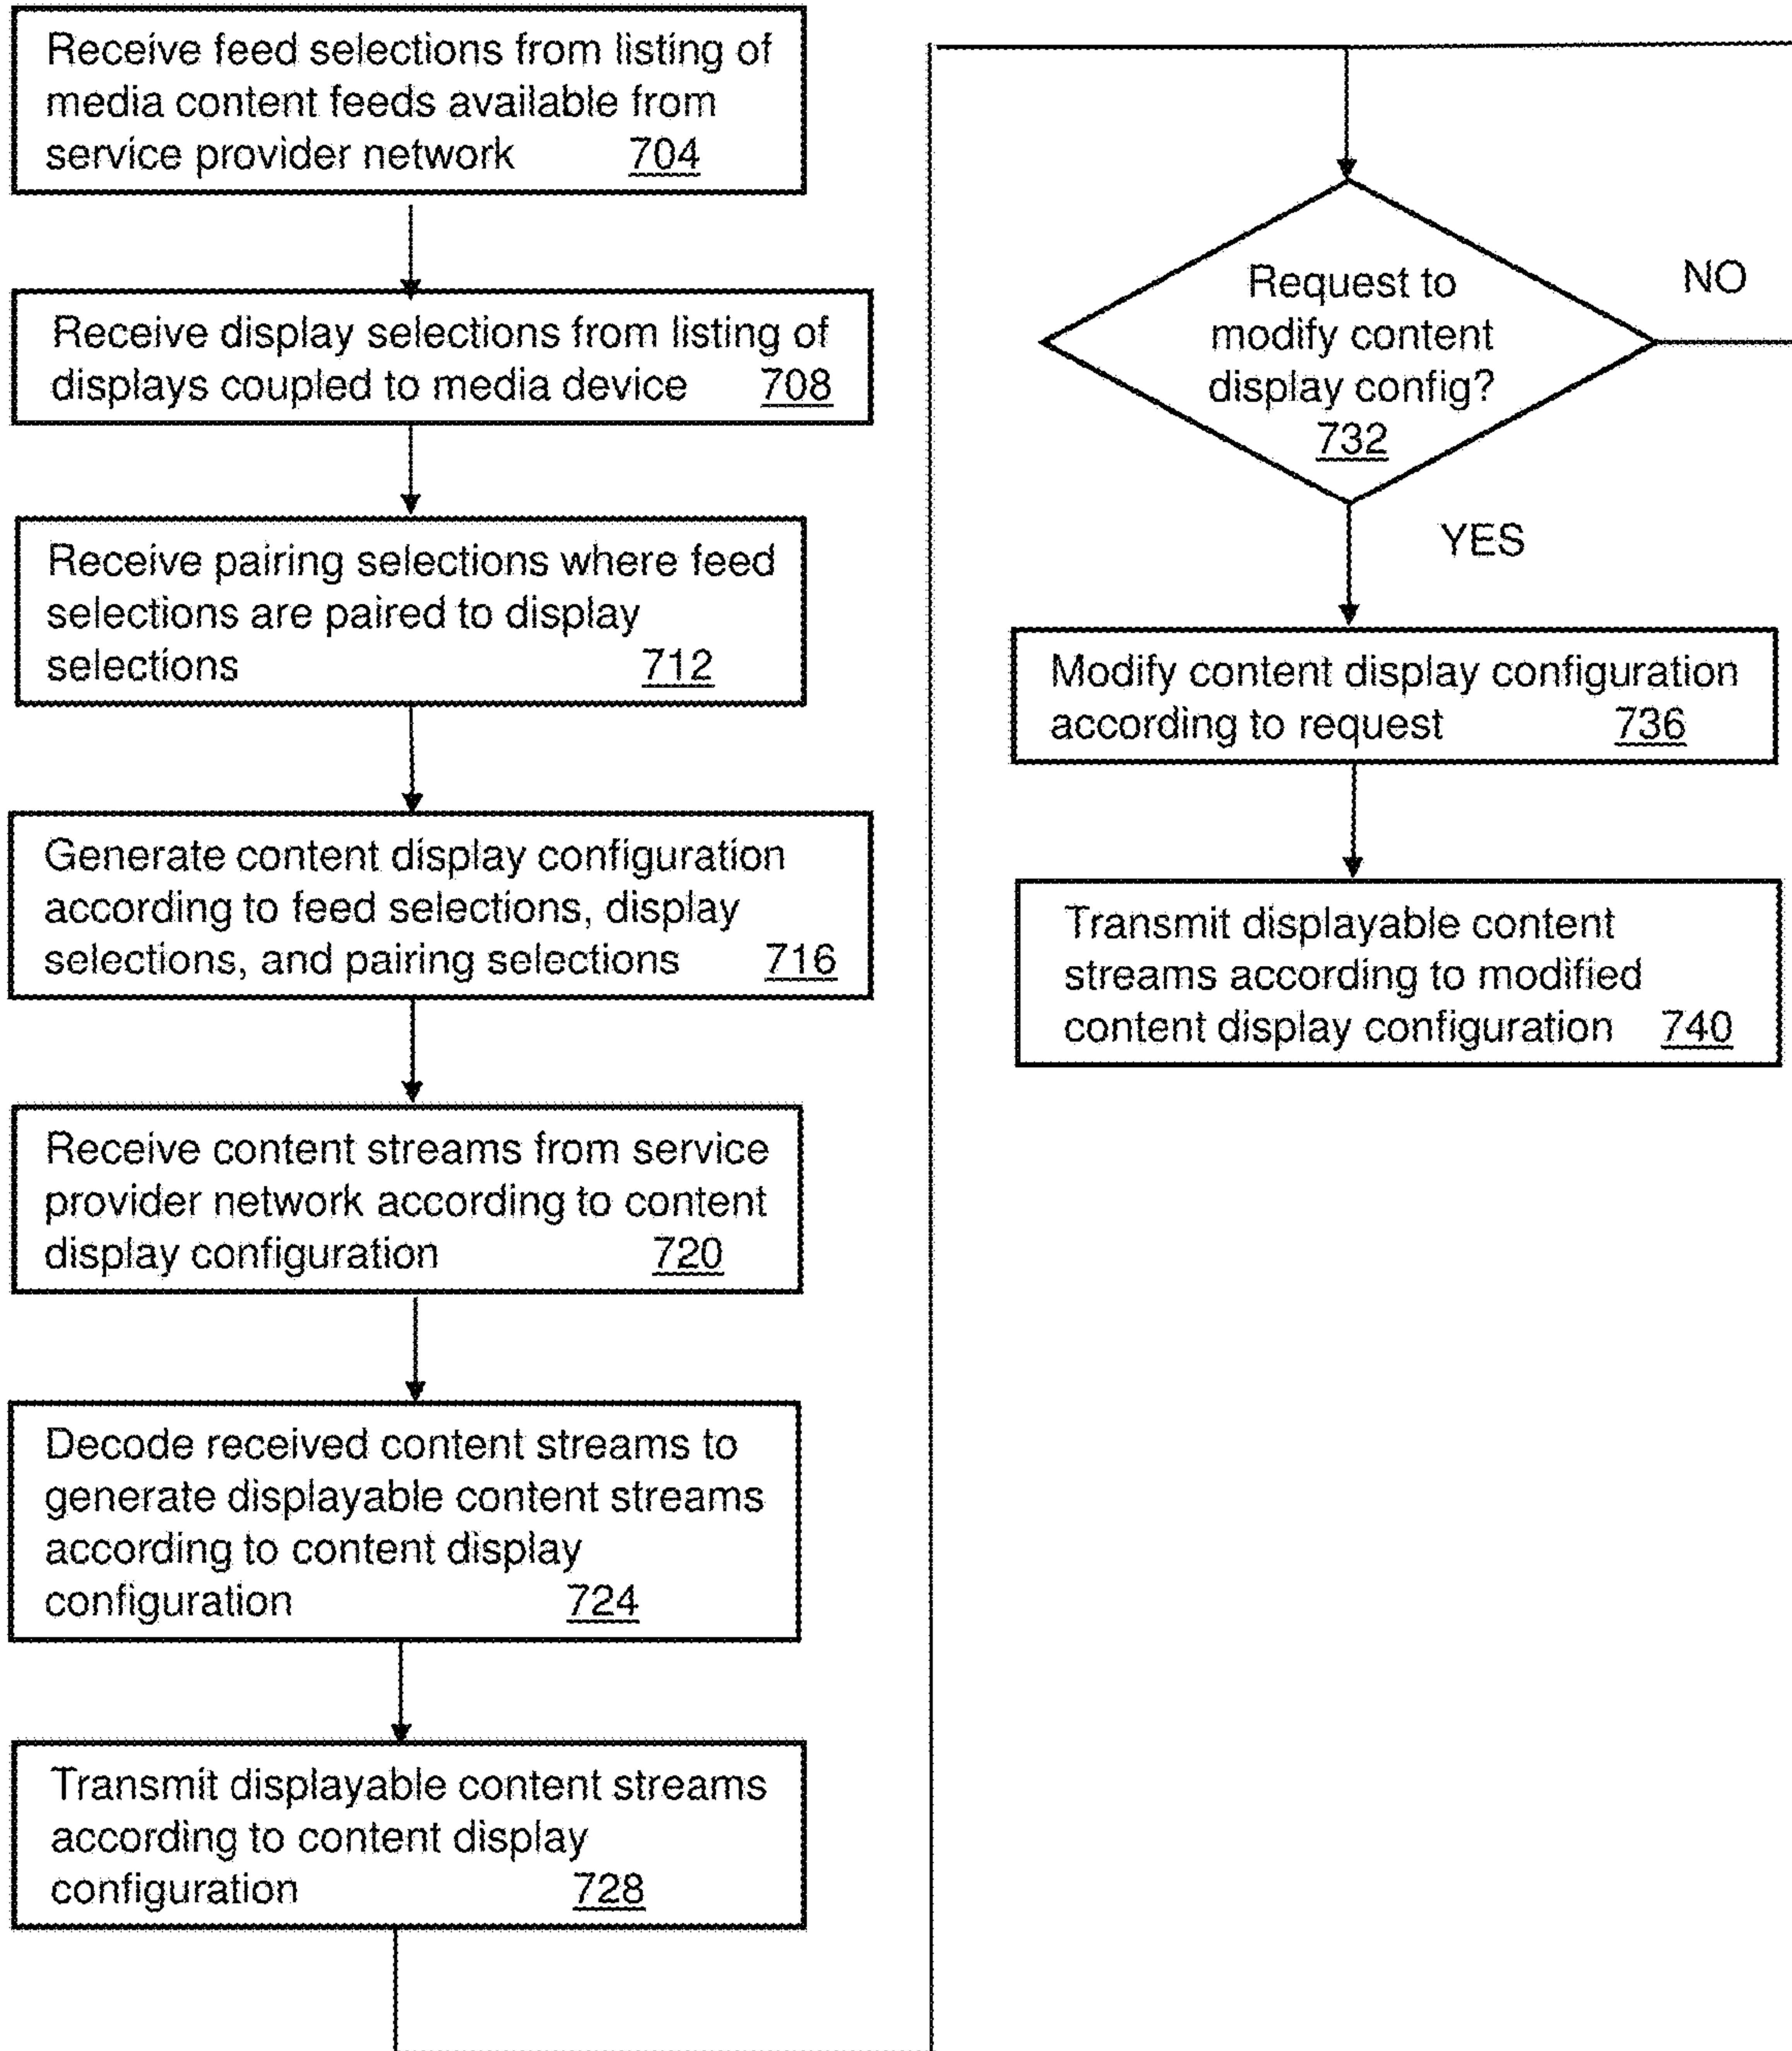 Receive feed selections from listing of
media content feeds available from
service provider network 704
Receive display selections from listing of
displays coupled to media device 708
Receive pairing selections where feed
selections are paired to display
selections 712
Generate content display configuration
according to feed selections, display
selections, and pairing selections 716
Receive content streams from service
provider network according to content
display configuration 720
Decode received content streams to
generate displayable content streams
according to content display
configuration 724
Transmit displayable content streams
according to content display
configuration 728
Request to
modify content
display config?
732
NO
YES
Modify content display configuration
according to request 736
Transmit displayable content
streams according to modified
content display configuration 740